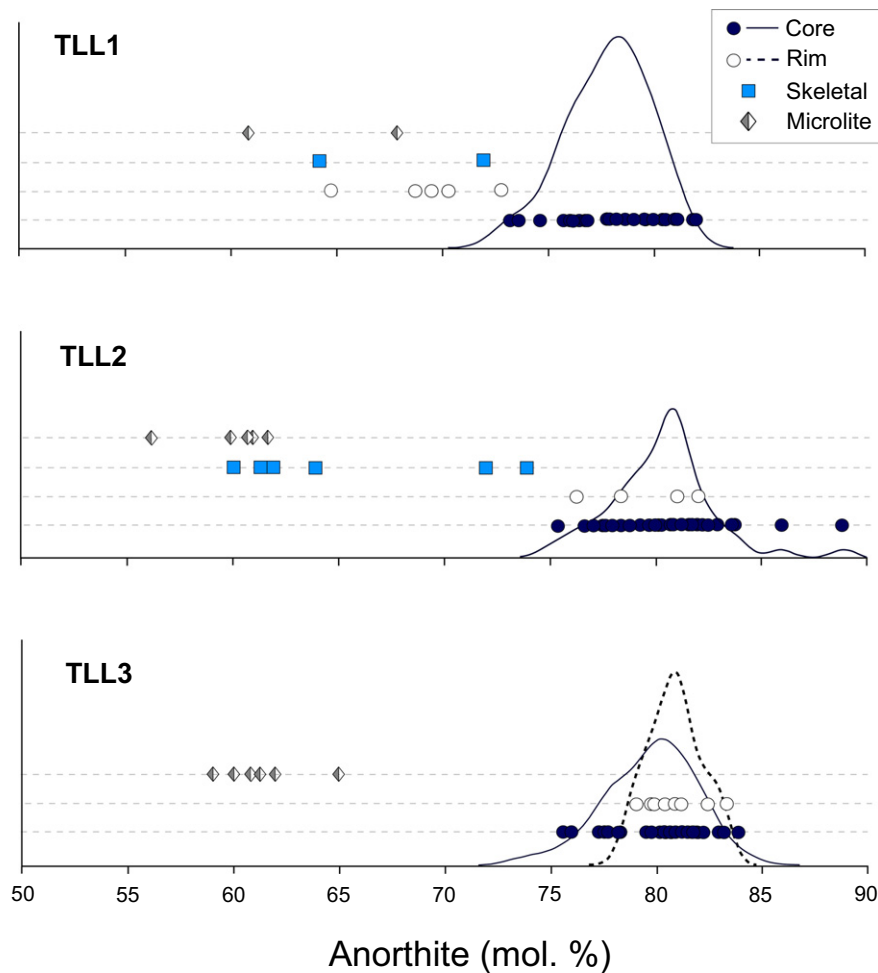 TLL1
Core
Rim
Skeletal
Microlite
TLL2
TLL3
50 55 60 65 70 75 80 85 90
Anorthite (mol. %)